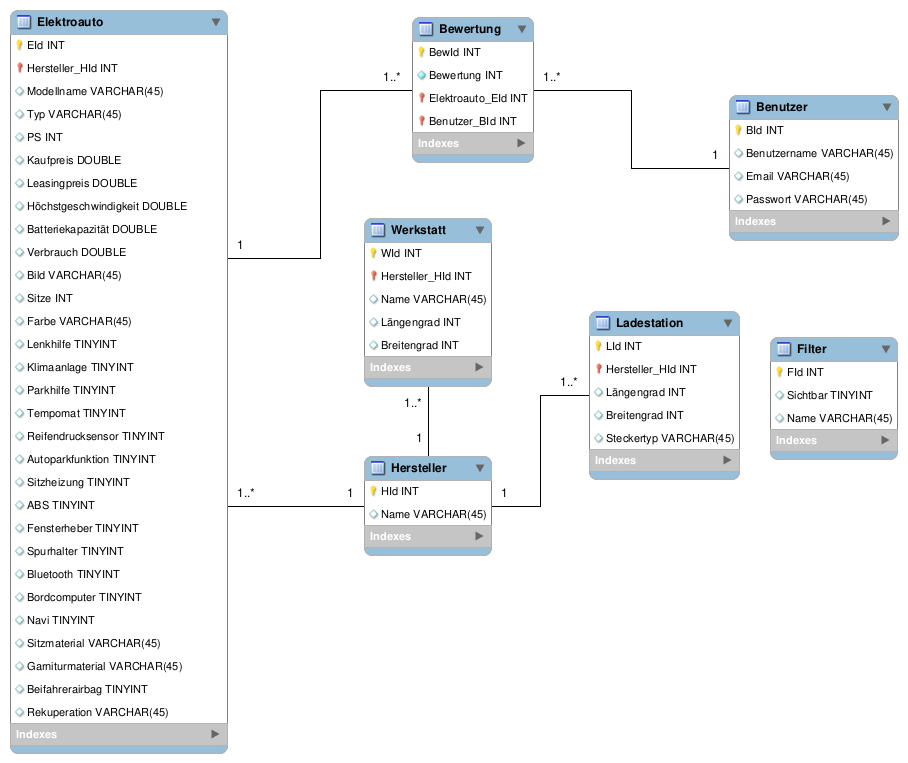 Elektroauto
EId INT
Hersteller_HId INT
Modellname VARCHAR(45)
Typ VARCHAR(45)
PS INT
Kaufpreis DOUBLE
Leasingpreis DOUBLE
Höchstgeschwindigkeit DOUBLE
Batteriekapazität DOUBLE
Verbrauch DOUBLE
Bild VARCHAR(45)
Sitze INT
Farbe VARCHAR(45)
Lenkhilfe TINYINT
Klimaanlage TINYINT
Parkhilfe TINYINT
Tempomat TINYINT
Reifendrucksensor TINYINT
Autoparkfunktion TINYINT
Sitzheizung TINYINT
ABS TINYINT
Fensterheber TINYINT
Spurhalter TINYINT
Bluetooth TINYINT
Bordcomputer TINYINT
Navi TINYINT
Sitzmaterial VARCHAR(45)
Garniturmaterial VARCHAR(45)
Beifahrerairbag TINYINT
Rekuperation VARCHAR(45)
Indexes
1
1..*
1..*
1
Bewertung
BewId INT
Bewertung INT
Elektroauto_EId INT
Benutzer_BId INT
Indexes
1..*
1
Benutzer
BId INT
Benutzername VARCHAR(45)
Email VARCHAR(45)
Passwort VARCHAR(45)
Indexes
Werkstatt
WId INT
Hersteller_HId INT
Name VARCHAR(45)
Längengrad INT
Breitengrad INT
Indexes
1..*
1
Hersteller
HId INT
Name VARCHAR(45)
Indexes
1
1..*
Ladestation
LId INT
Hersteller_HId INT
Längengrad INT
Breitengrad INT
Steckertyp VARCHAR(45)
Indexes
Filter
FId INT
Sichtbar TINYINT
Name VARCHAR(45)
Indexes